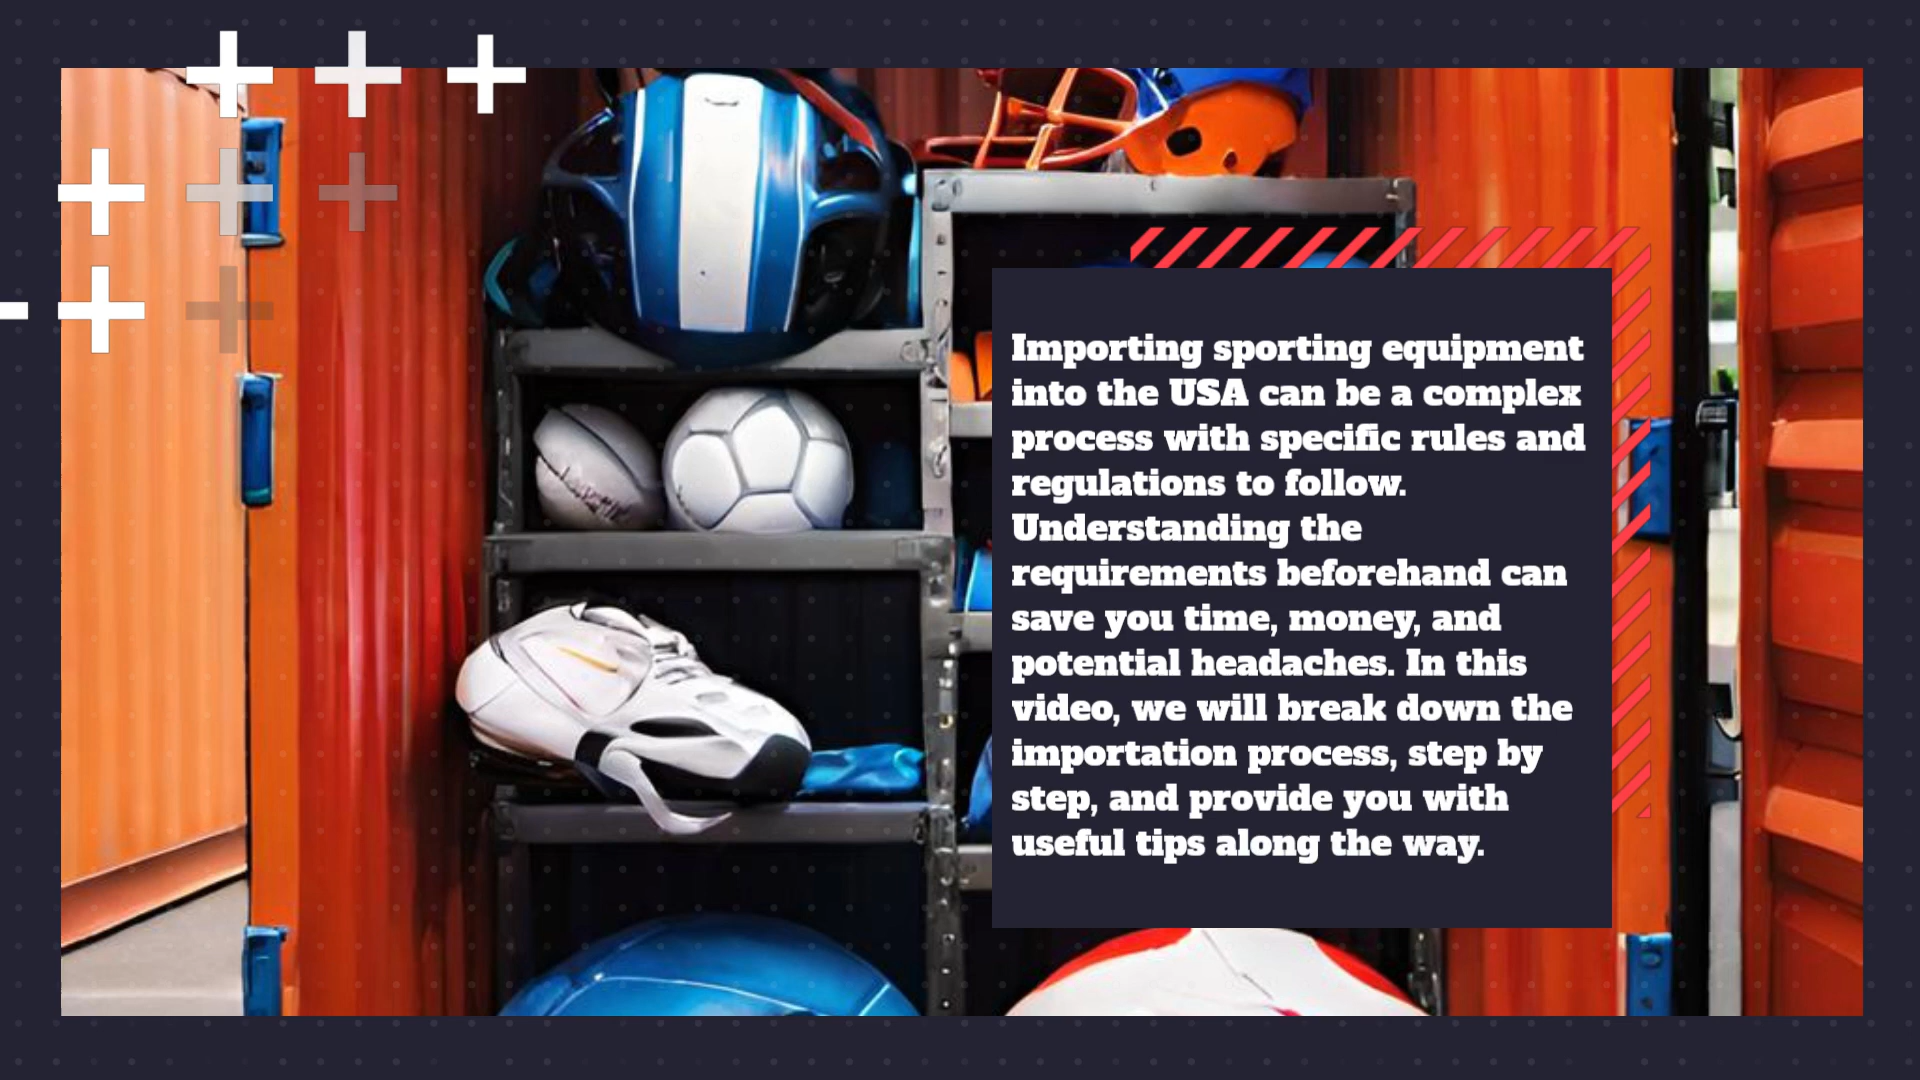 Importing sporting equipment
into the USA can be a complex
process with specific rules and
regulations to follow.
Understanding the
requirements beforehand can
save you time, money, and
potential headaches. In this
video, we will break down the
importation process, step by
step, and provide you with
useful tips along the way.